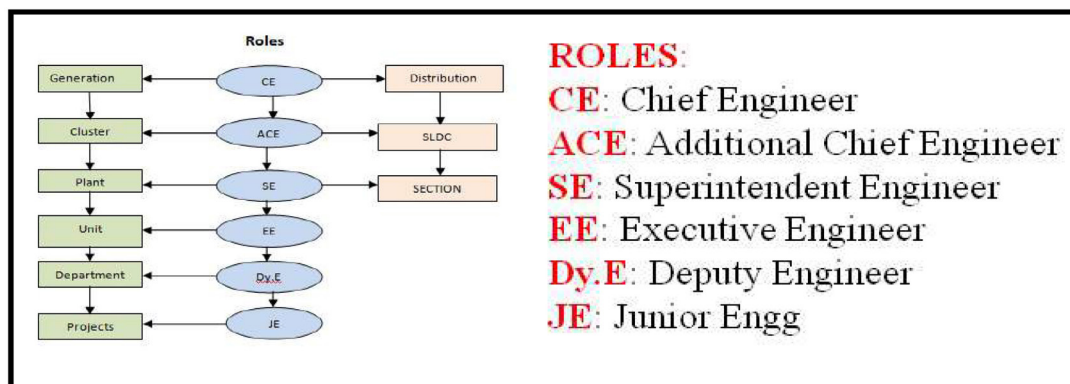 Roles
Generation CE Distribution
Cluster ACE SLDC
Plant SE SECTION
Unit EE
Department Dy.E
Projects JE
ROLES:
CE: Chief Engineer
ACE: Additional Chief Engineer
SE: Superintendent Engineer
EE: Executive Engineer
Dy.E: Deputy Engineer
JE: Junior Engg